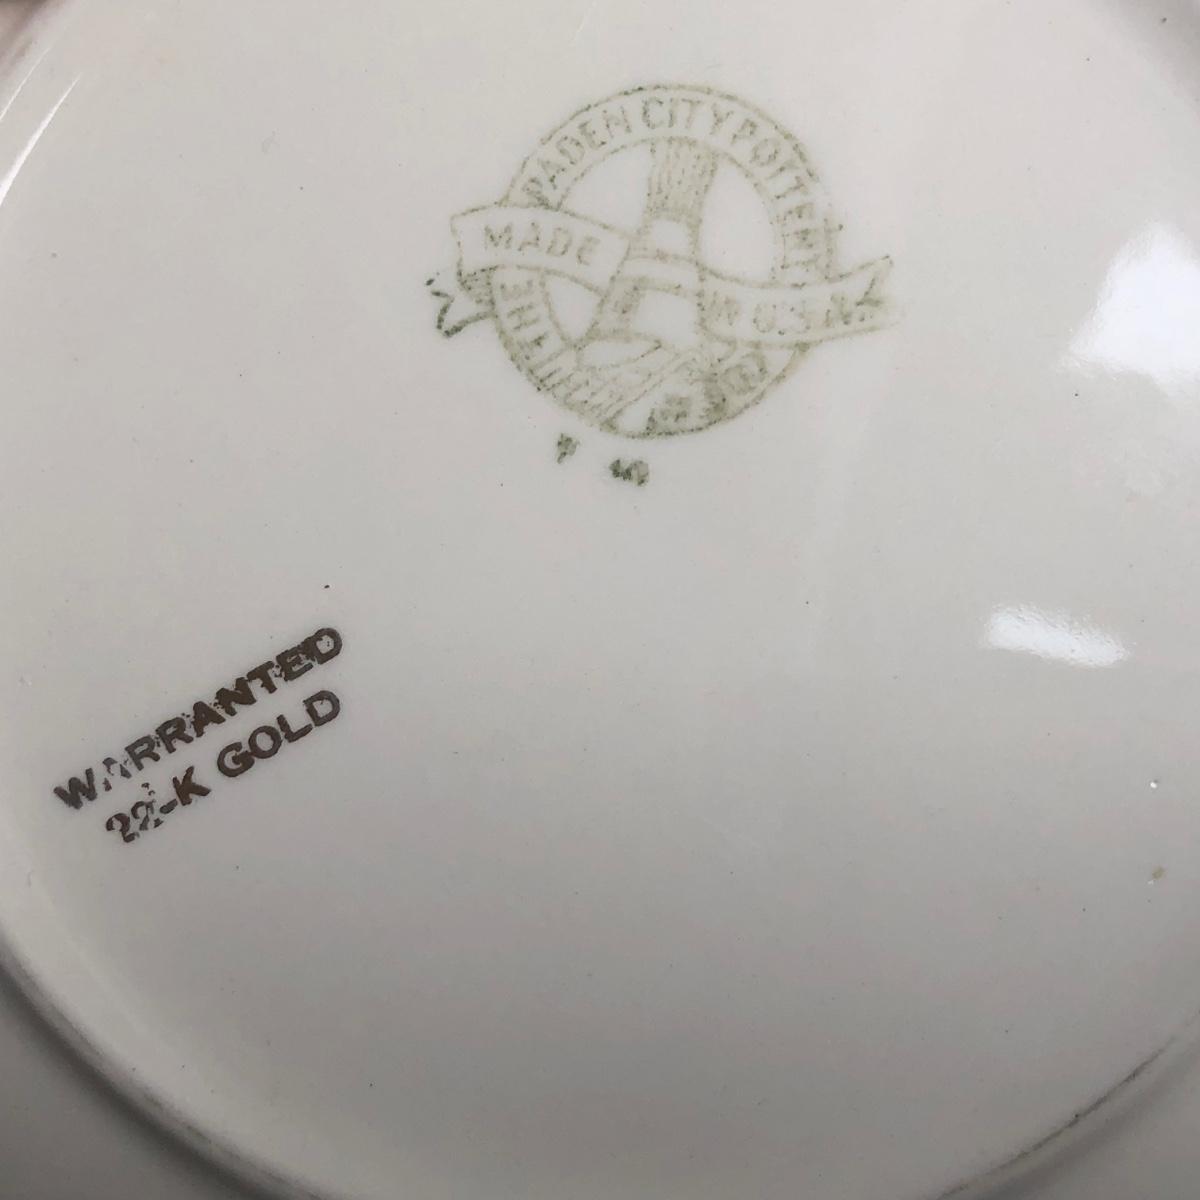 THE PADEN CITY POTTERY
MADE IN U.S.A.
WARRANTED
22-K GOLD